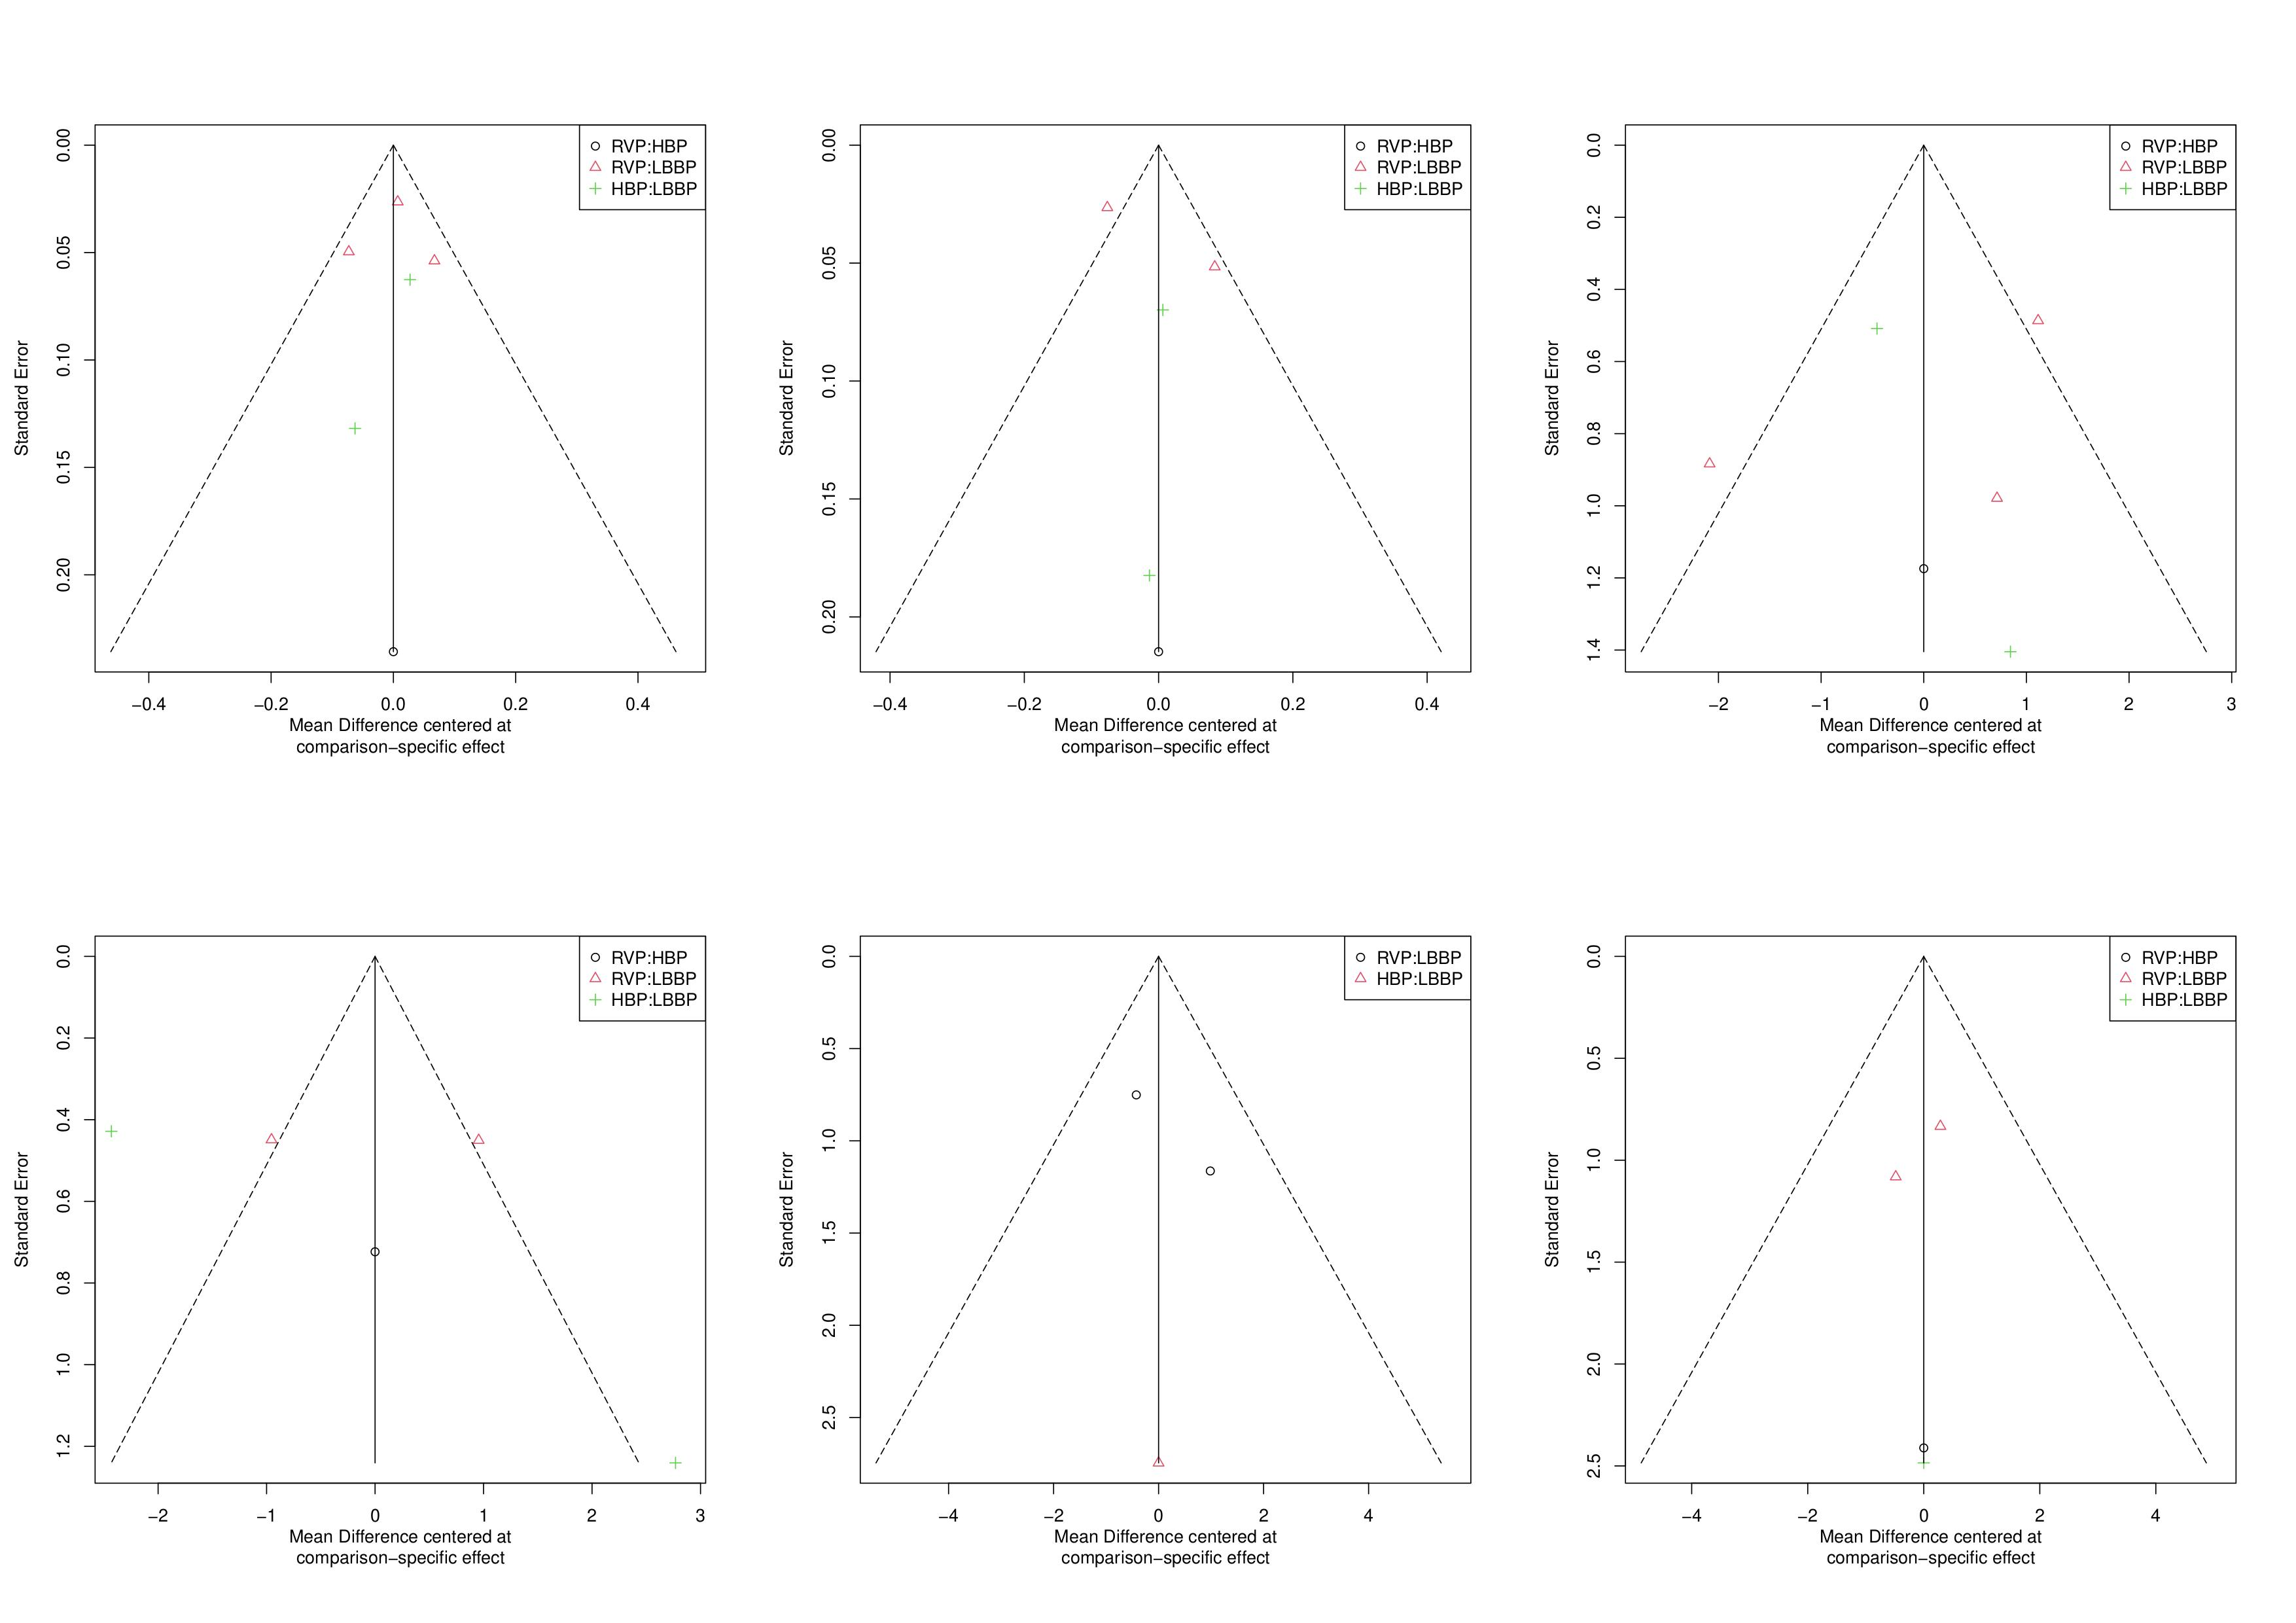 RVP:HBP
RVP:LBBP
HBP:LBBP
0.00
0.05
0.10
0.15
0.20
Standard Error
−0.4
−0.2
0.0
0.2
0.4
Mean Difference centered at
comparison−specific effect
RVP:HBP
RVP:LBBP
HBP:LBBP
0.00
0.05
0.10
0.15
0.20
Standard Error
−0.4
−0.2
0.0
0.2
0.4
Mean Difference centered at
comparison−specific effect
RVP:HBP
RVP:LBBP
HBP:LBBP
0.0
0.2
0.4
0.6
0.8
1.0
1.2
1.4
Standard Error
−2
−1
0
1
2
3
Mean Difference centered at
comparison−specific effect
RVP:HBP
RVP:LBBP
HBP:LBBP
0.0
0.2
0.4
0.6
0.8
1.0
1.2
Standard Error
−2
−1
0
1
2
3
Mean Difference centered at
comparison−specific effect
RVP:LBBP
HBP:LBBP
0.0
0.5
1.0
1.5
2.0
2.5
Standard Error
−4
−2
0
2
4
Mean Difference centered at
comparison−specific effect
RVP:HBP
RVP:LBBP
HBP:LBBP
0.0
0.5
1.0
1.5
2.0
2.5
Standard Error
−4
−2
0
2
4
Mean Difference centered at
comparison−specific effect